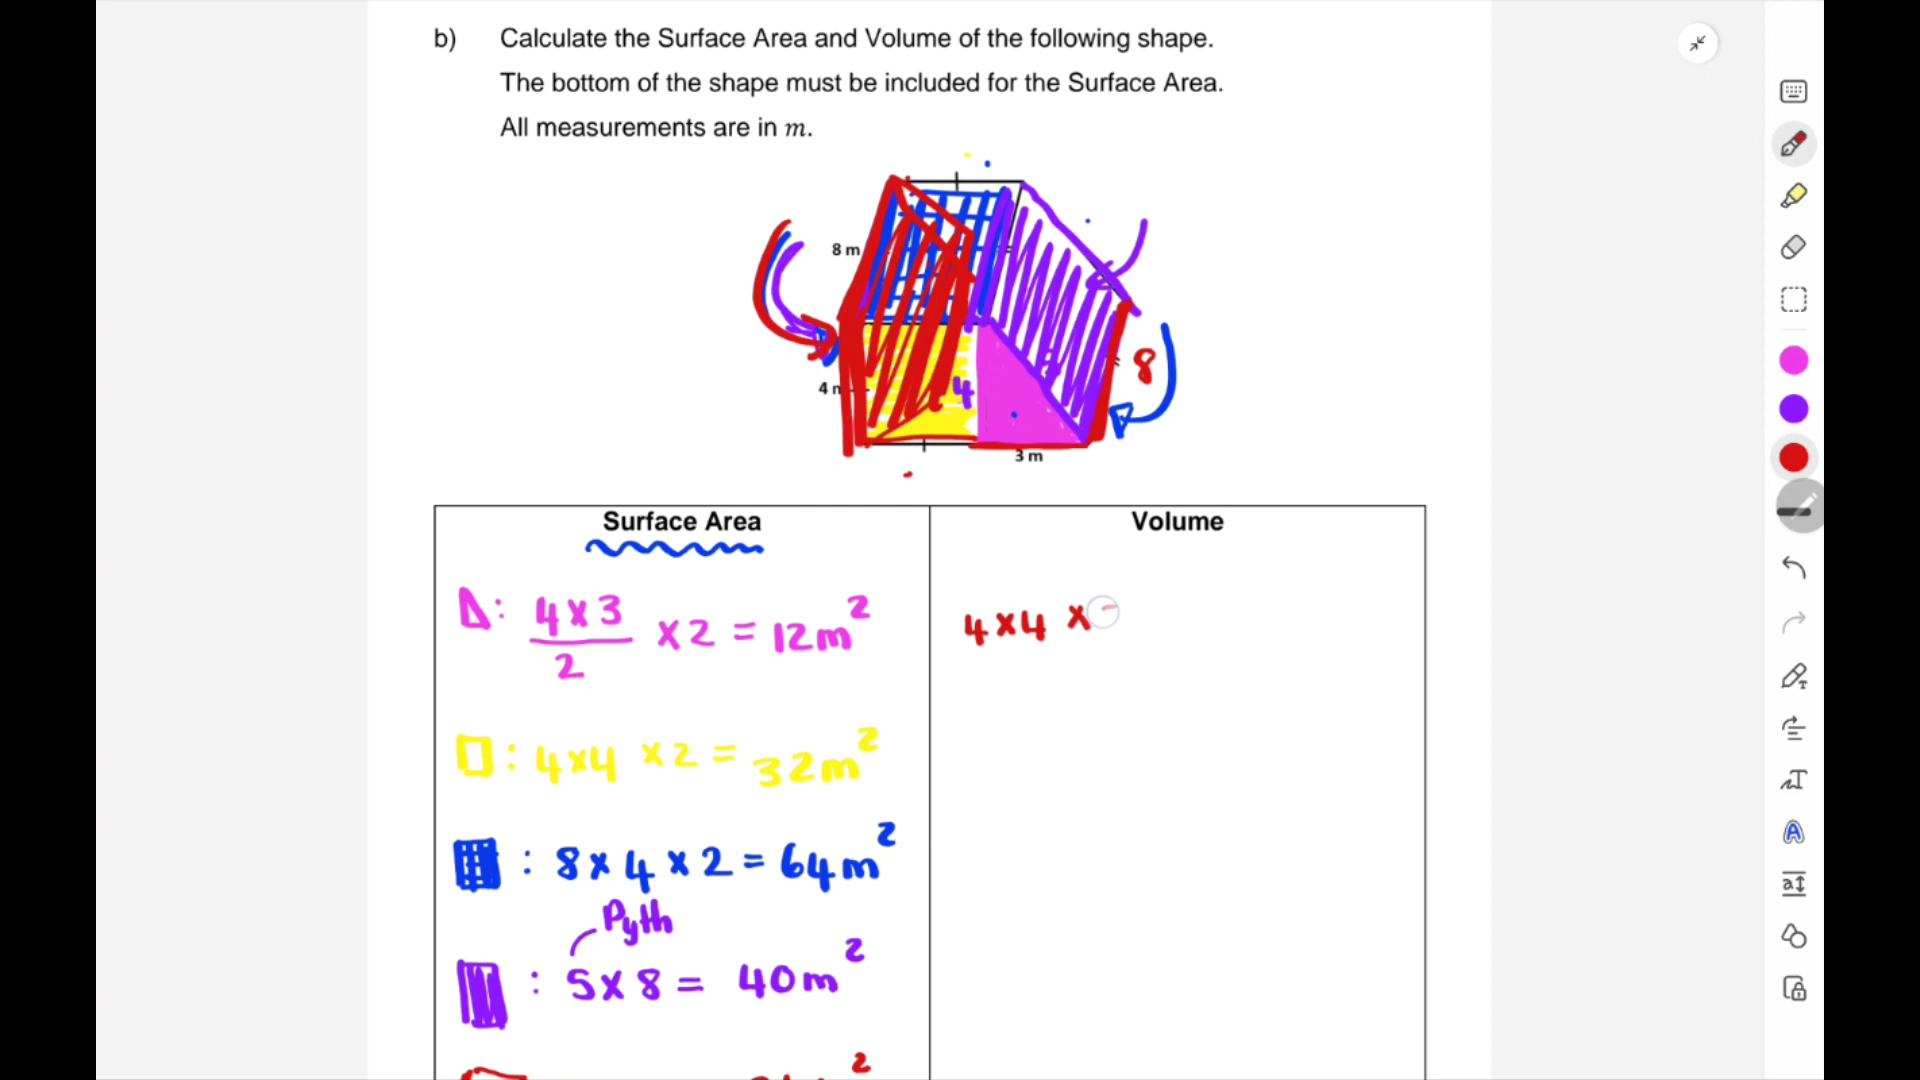 b) Calculate the Surface Area and Volume of the following shape.
The bottom of the shape must be included for the Surface Area.
All measurements are in m.
8 m
8
4
4 m
3 m
Surface Area
Volume
: 4 x 3 / 2 x 2 = 12m²
4 x 4 x
: 4x4 x 2 = 32m²
: 8 x 4 x 2 = 64m²
Pyth
: 5 x 8 = 40m²
2